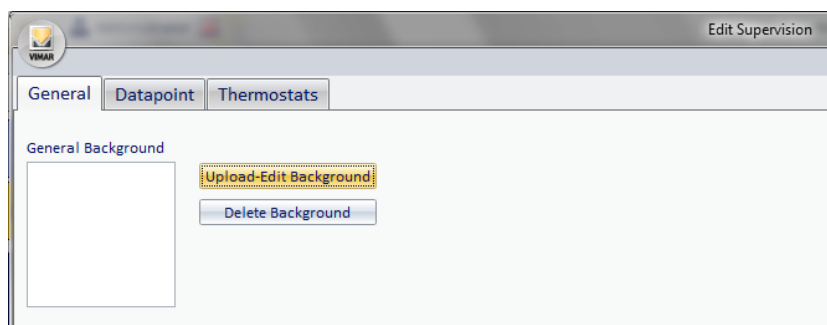 Edit Supervision
VIMAR
General Datapoint Thermostats
General Background
Upload-Edit Background
Delete Background